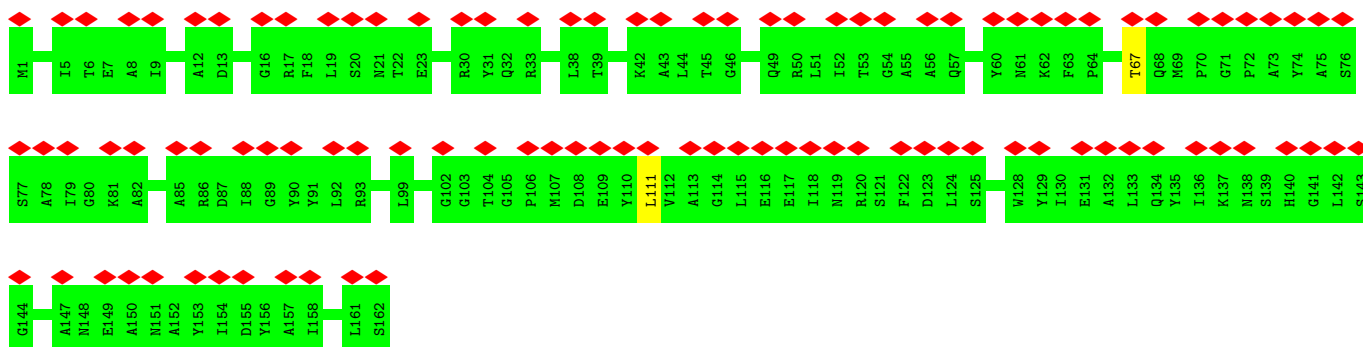 M1 I5 T6 E7 A8 I9 A12 D13 G16 R17 F18 L19 S20 N21 T22 E23 R30 Y31 Q32 R33 L38 T39 K42 A43 L44 T45 G46 Q49 R50 L51 I52 T53 G54 A55 A56 Q57 Y60 N61 K62 F63 P64 T67 Q68 M69 P70 G71 P72 A73 Y74 A75 S76
S77 A78 I79 G80 K81 A82 A85 R86 D87 I88 G89 Y90 Y91 L92 R93 L99 G102 G103 T104 G105 P106 M107 D108 E109 Y110 L111 V112 A113 G114 L115 E116 E117 I118 N119 R120 S121 F122 D123 L124 S125 W128 Y129 I130 E131 A132 L133 Q134 Y135 I136 K137 N138 S139 H140 G141 L142 S143
G144 A147 N148 E149 A150 N151 A152 Y153 I154 D155 Y156 A157 I158 L161 S162